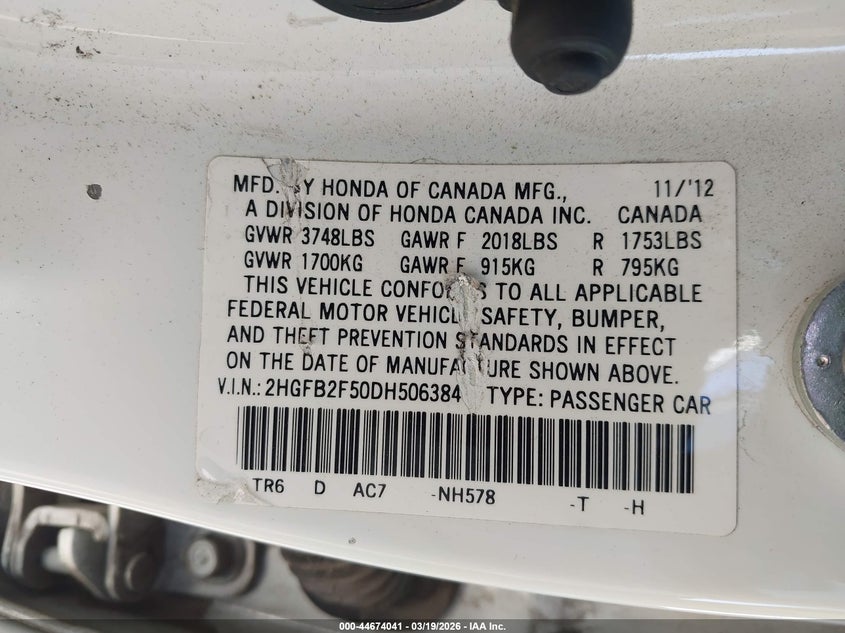 MFD. BY HONDA OF CANADA MFG., 11/'12
A DIVISION OF HONDA CANADA INC. CANADA
GVWR 3748LBS GAWR F 2018LBS R 1753LBS
GVWR 1700KG GAWR F 915KG R 795KG
THIS VEHICLE CONFORMS TO ALL APPLICABLE
FEDERAL MOTOR VEHICLE SAFETY, BUMPER,
AND THEFT PREVENTION STANDARDS IN EFFECT
ON THE DATE OF MANUFACTURE SHOWN ABOVE.
V.I.N.: 2HGFB2F50DH506384 TYPE: PASSENGER CAR
TR6 D AC7 -NH578 -T -H
000-44674041 | 03/19/2026 | IAA Inc.